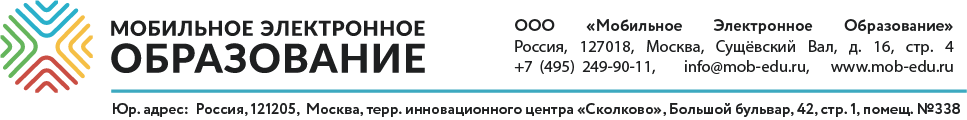 МОБИЛЬНОЕ ЭЛЕКТРОННОЕ
ОБРАЗОВАНИЕ
ООО «Мобильное Электронное Образование»
Россия, 127018, Москва, Сущёвский Вал, д. 16, стр. 4
+7 (495) 249-90-11, info@mob-edu.ru, www.mob-edu.ru
Юр. адрес: Россия, 121205, Москва, терр. инновационного центра «Сколково», Большой бульвар, 42, стр. 1, помещ. №338